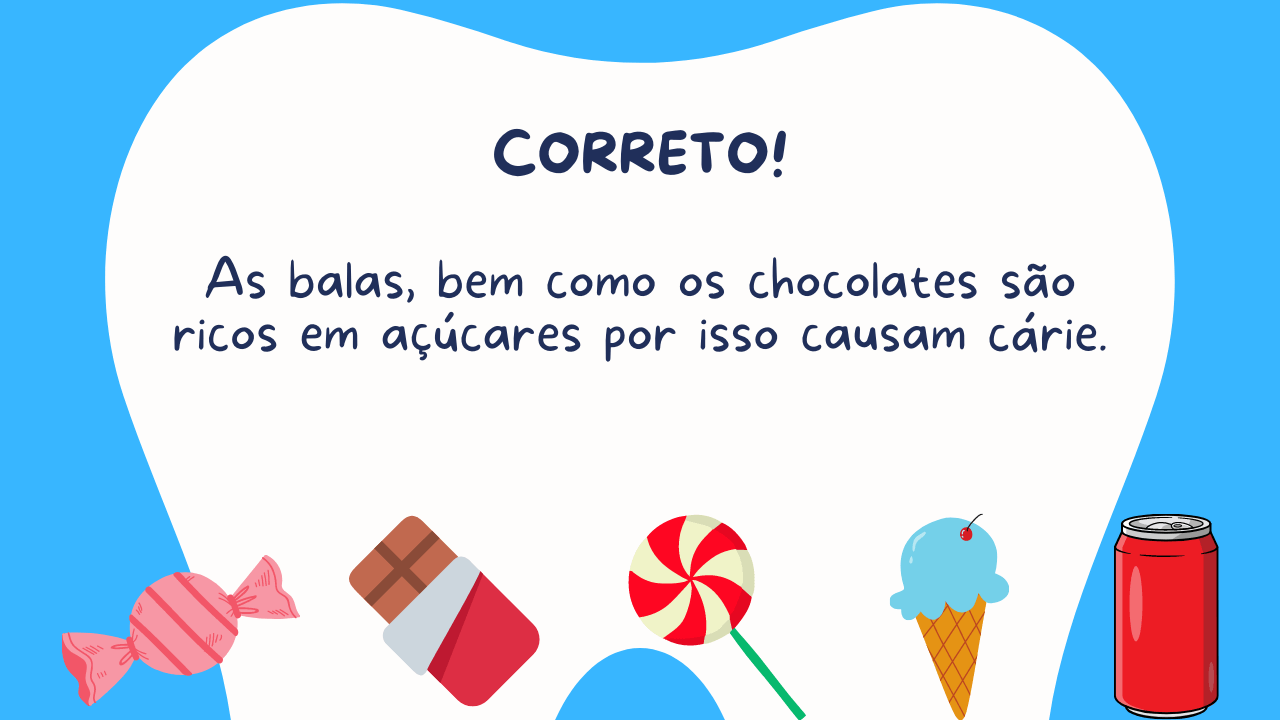 CORRETO!
As balas, bem como os chocolates são
ricos em açúcares por isso causam cárie.